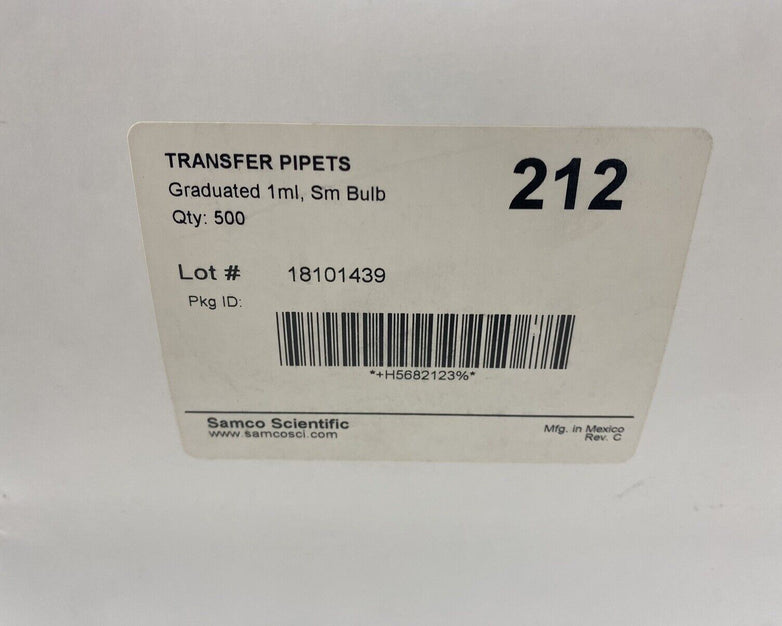 TRANSFER PIPETS
212
Graduated 1ml, Sm Bulb
Qty: 500
Lot # 18101439
Pkg ID:
*+H5682123%*
Samco Scientific
www.samcosci.com
Mfg. in Mexico
Rev. C